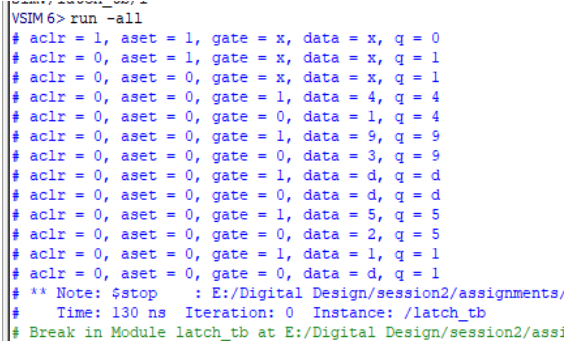 VSIM 6> run -all
# aclr = 1, aset = 1, gate = x, data = x, q = 0
# aclr = 0, aset = 1, gate = x, data = x, q = 1
# aclr = 0, aset = 0, gate = x, data = x, q = 1
# aclr = 0, aset = 0, gate = 1, data = 4, q = 4
# aclr = 0, aset = 0, gate = 0, data = 1, q = 4
# aclr = 0, aset = 0, gate = 1, data = 9, q = 9
# aclr = 0, aset = 0, gate = 0, data = 3, q = 9
# aclr = 0, aset = 0, gate = 1, data = d, q = d
# aclr = 0, aset = 0, gate = 0, data = d, q = d
# aclr = 0, aset = 0, gate = 1, data = 5, q = 5
# aclr = 0, aset = 0, gate = 0, data = 2, q = 5
# aclr = 0, aset = 0, gate = 1, data = 1, q = 1
# aclr = 0, aset = 0, gate = 0, data = d, q = 1
# ** Note: $stop : E:/Digital Design/session2/assignments/
# Time: 130 ns Iteration: 0 Instance: /latch_tb
# Break in Module latch_tb at E:/Digital Design/session2/assi